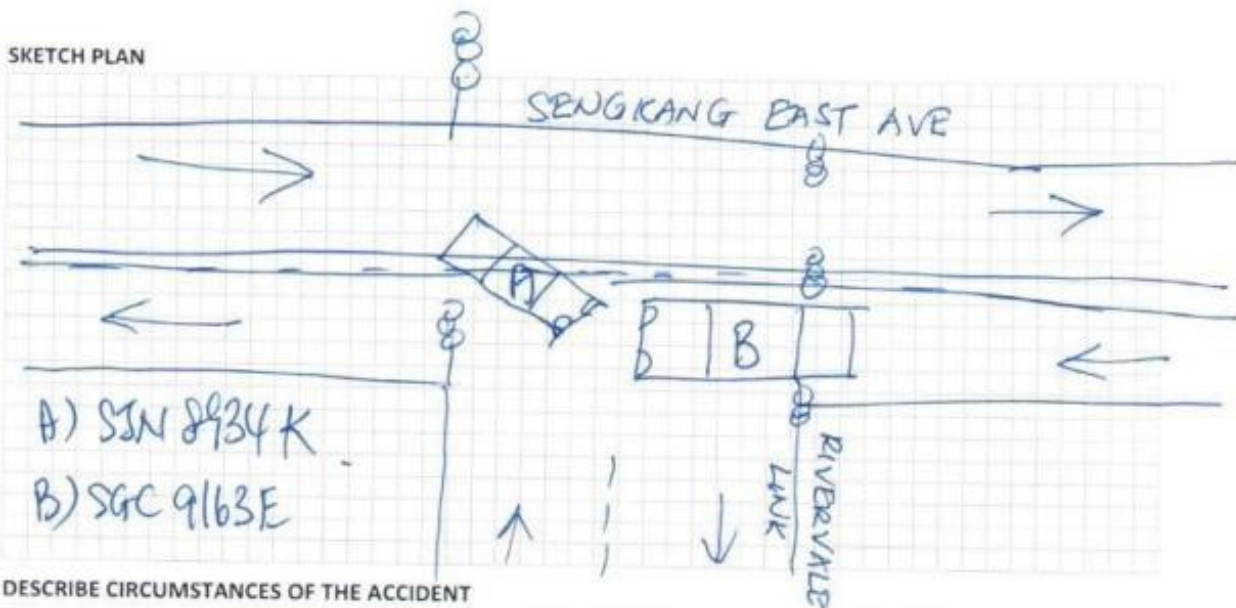 SKETCH PLAN
SENGKANG EAST AVE
A
B
A) SJN 8934 K
B) SGC 9163E
RIVERVALE
LINK
DESCRIBE CIRCUMSTANCES OF THE ACCIDENT